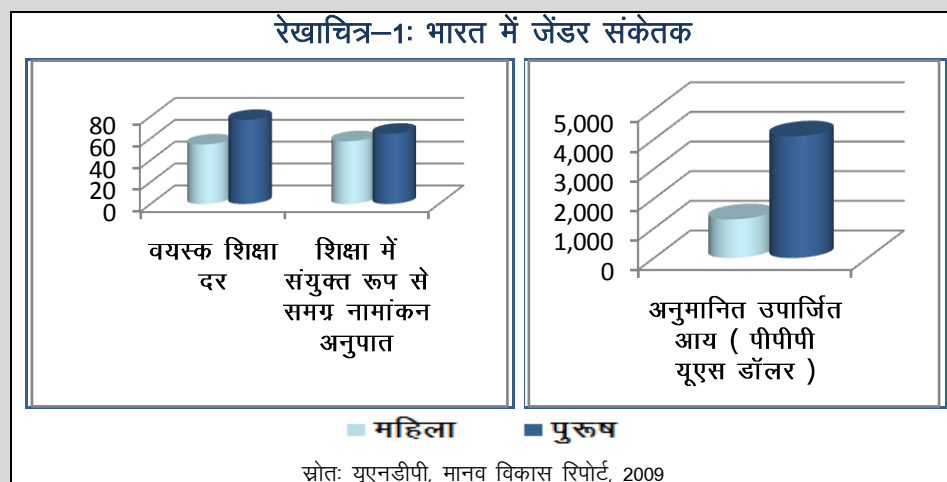 रेखाचित्र–1: भारत में जेंडर संकेतक
80
60
40
20
0
वयस्क शिक्षा
दर
शिक्षा में
संयुक्त रूप से
समग्र नामांकन
अनुपात
5,000
4,000
3,000
2,000
1,000
0
अनुमानित उपार्जित
आय ( पीपीपी
यूएस डॉलर )
महिला
पुरूष
स्रोतः यूएनडीपी, मानव विकास रिपोर्ट, 2009